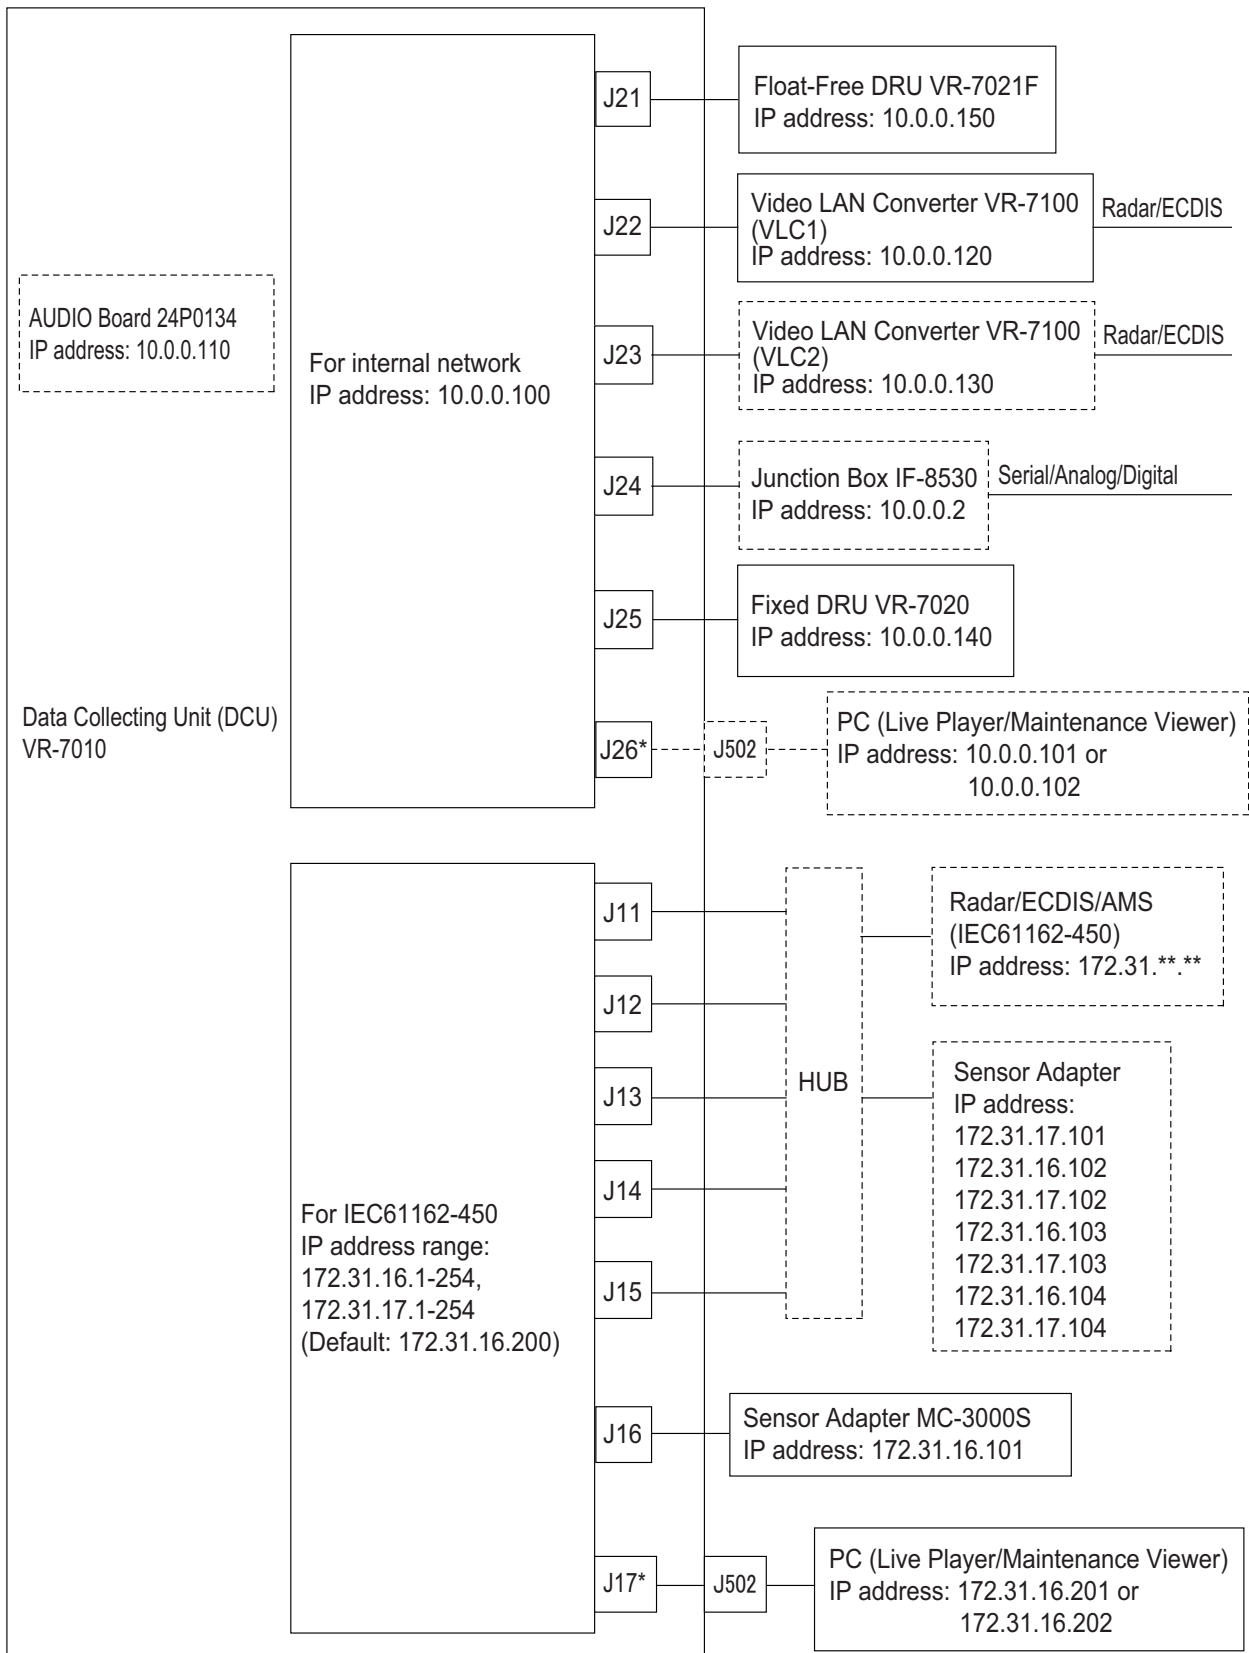 J21
Float-Free DRU VR-7021F
IP address: 10.0.0.150
J22
Video LAN Converter VR-7100
(VLC1)
IP address: 10.0.0.120
Radar/ECDIS
AUDIO Board 24P0134
IP address: 10.0.0.110
For internal network
IP address: 10.0.0.100
J23
Video LAN Converter VR-7100
(VLC2)
IP address: 10.0.0.130
Radar/ECDIS
J24
Junction Box IF-8530
IP address: 10.0.0.2
Serial/Analog/Digital
J25
Fixed DRU VR-7020
IP address: 10.0.0.140
Data Collecting Unit (DCU)
VR-7010
J26*
J502
PC (Live Player/Maintenance Viewer)
IP address: 10.0.0.101 or
10.0.0.102
J11
J12
J13
J14
J15
HUB
Radar/ECDIS/AMS
(IEC61162-450)
IP address: 172.31.**.**
Sensor Adapter
IP address:
172.31.17.101
172.31.16.102
172.31.17.102
172.31.16.103
172.31.17.103
172.31.16.104
172.31.17.104
For IEC61162-450
IP address range:
172.31.16.1-254,
172.31.17.1-254
(Default: 172.31.16.200)
J16
Sensor Adapter MC-3000S
IP address: 172.31.16.101
J17*
J502
PC (Live Player/Maintenance Viewer)
IP address: 172.31.16.201 or
172.31.16.202